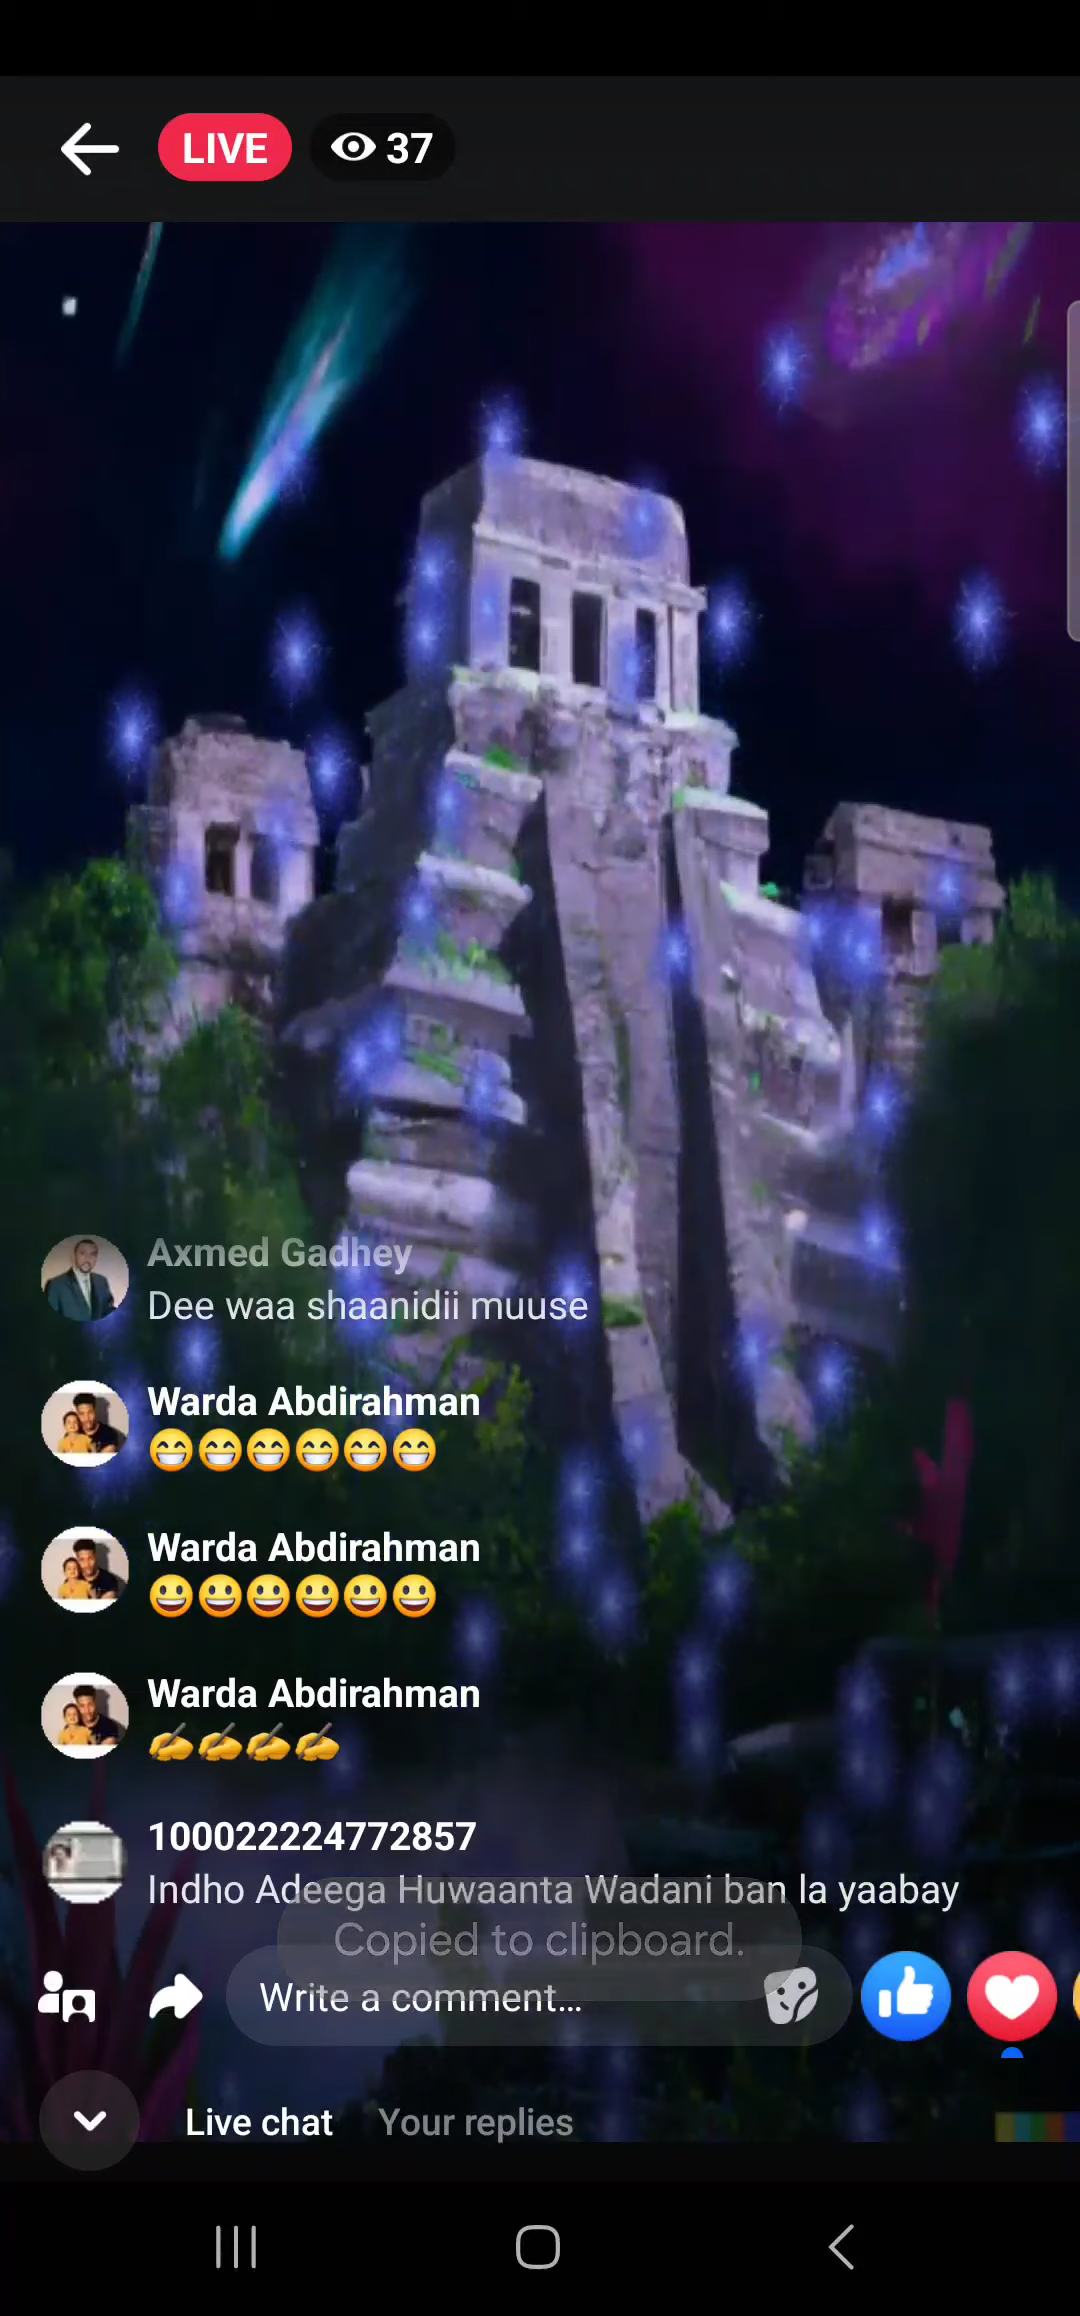 LIVE 37
Axmed Gadhey
Dee waa shaanidii muuse
Warda Abdirahman
😁😁😁😁😁😁
Warda Abdirahman
😃😃😃😃😃😃
Warda Abdirahman
✍️✍️✍️✍️
100022224772857
Indho Adeega Huwaanta Wadani ban la yaabay
Copied to clipboard.
Write a comment...
Live chat Your replies